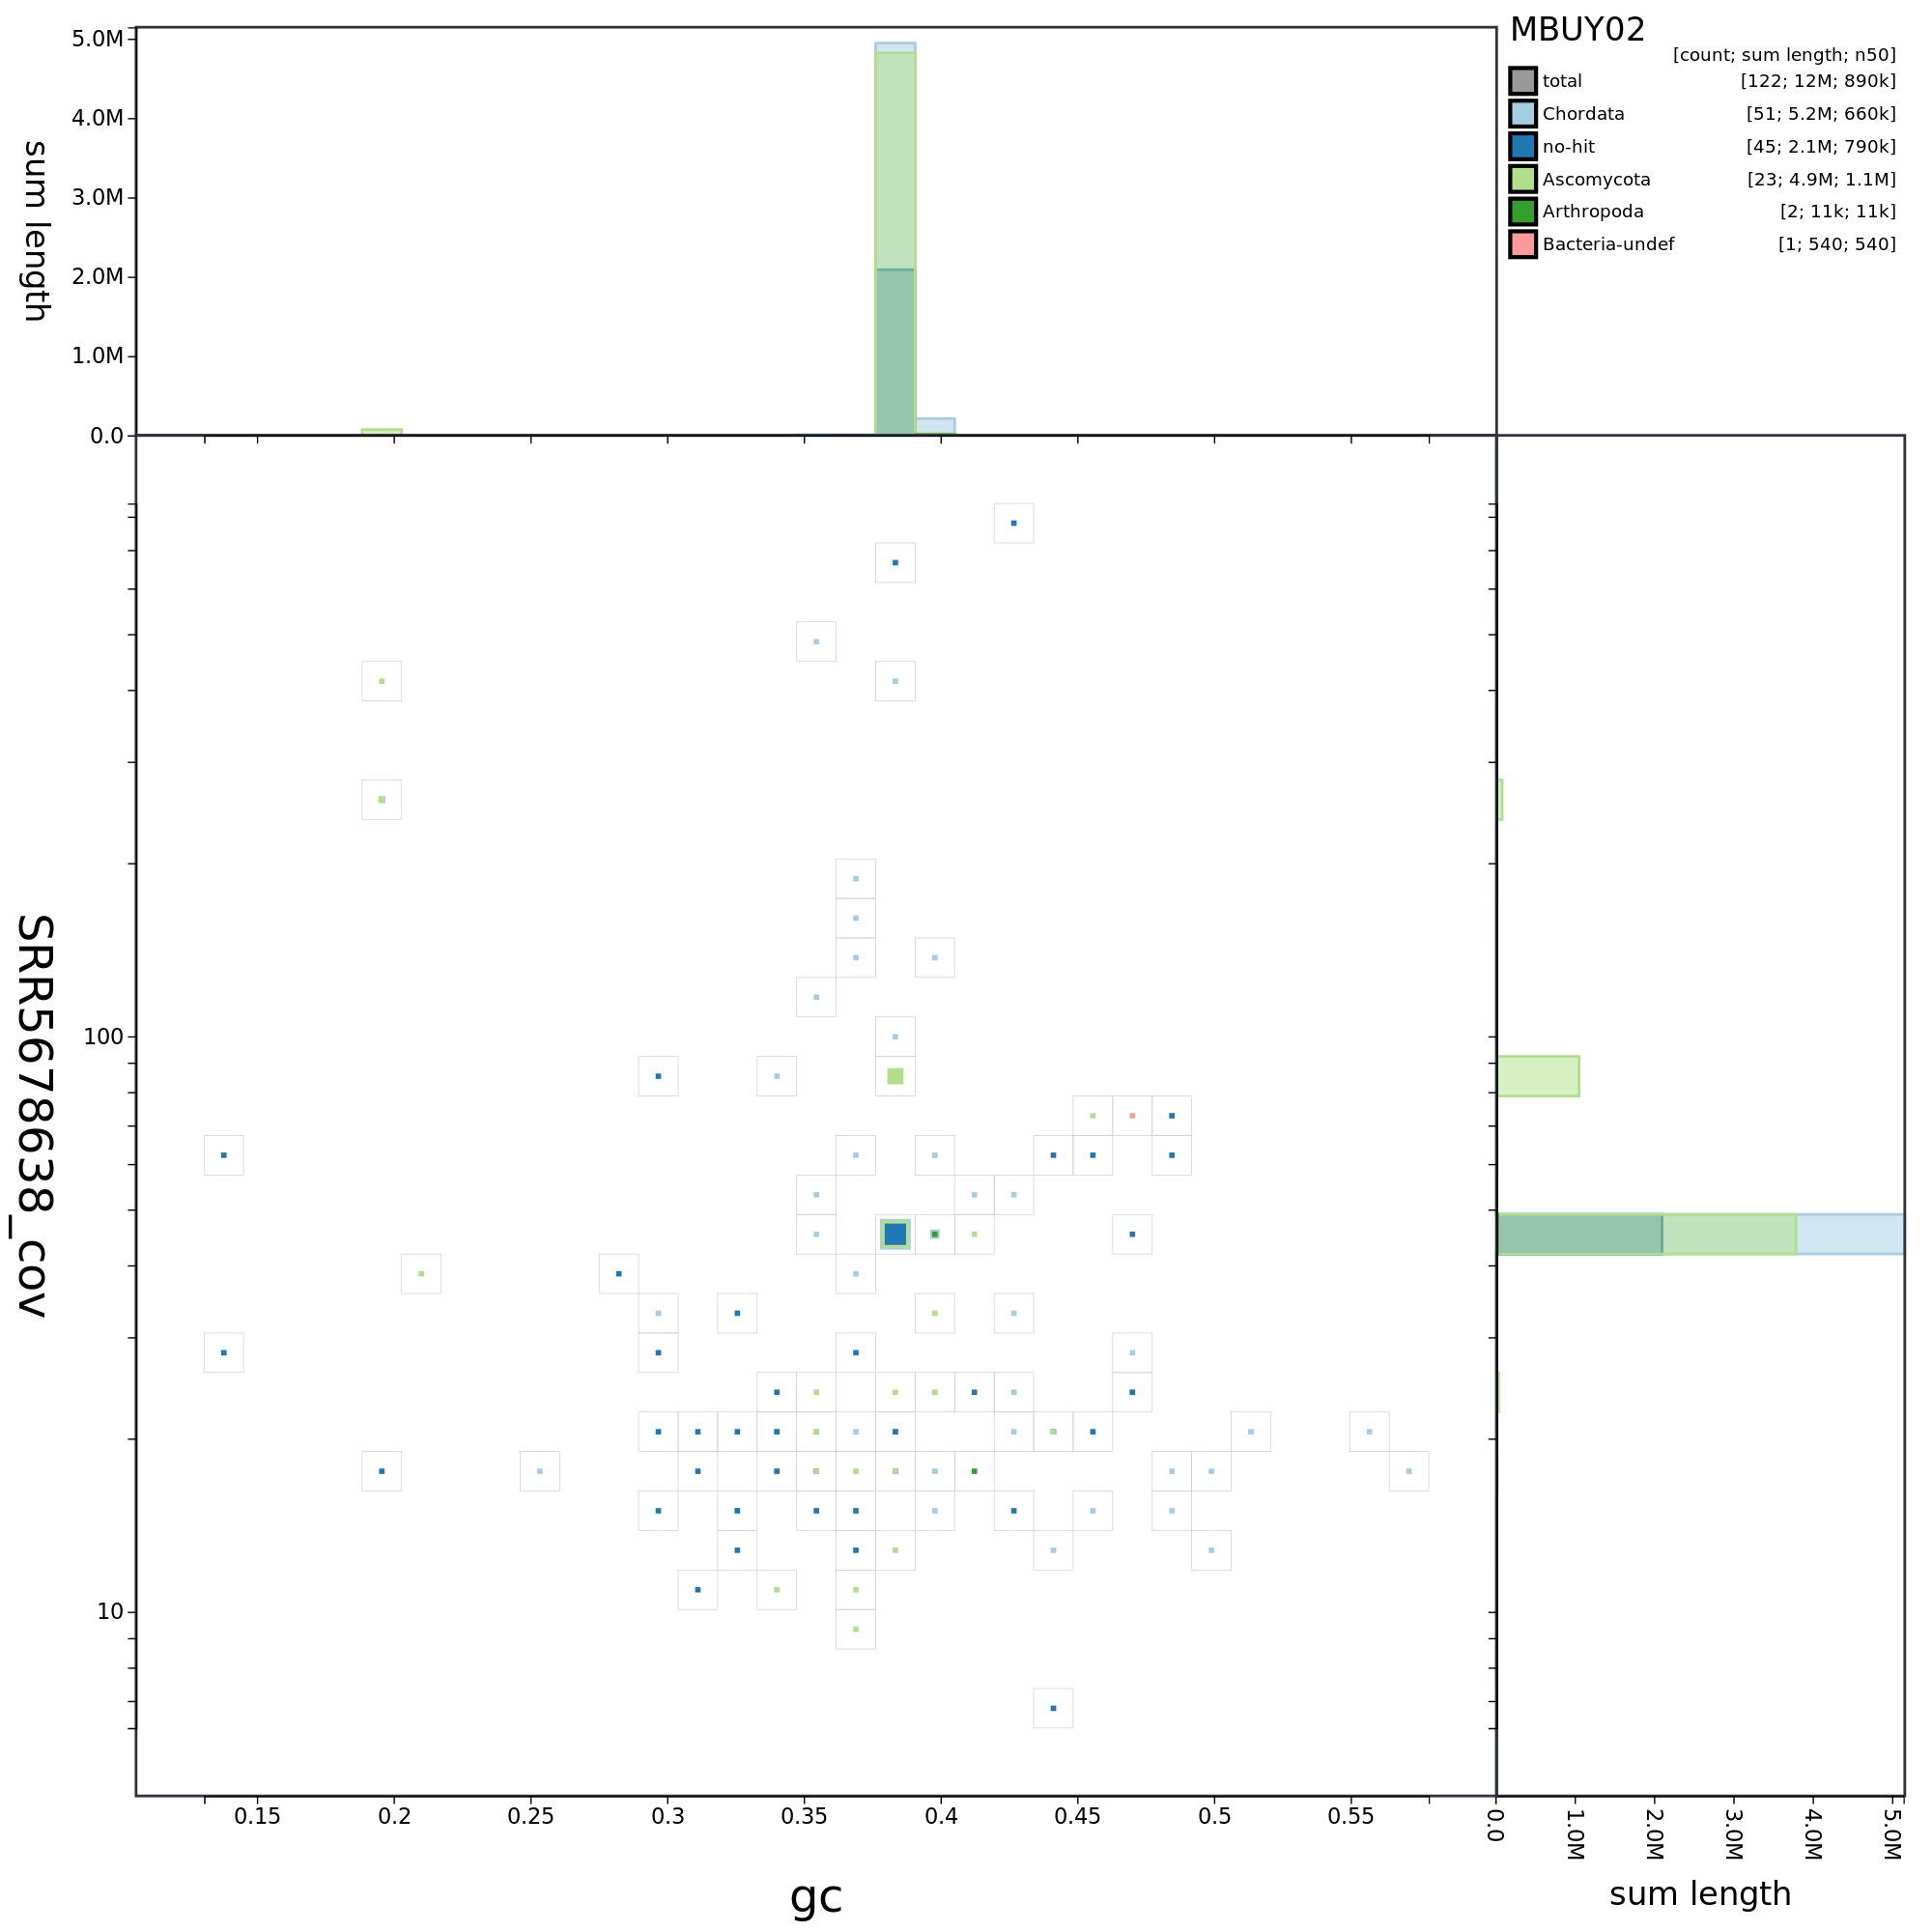 MBUY02
[count; sum length; n50]
total [122; 12M; 890k]
Chordata [51; 5.2M; 660k]
no-hit [45; 2.1M; 790k]
Ascomycota [23; 4.9M; 1.1M]
Arthropoda [2; 11k; 11k]
Bacteria-undef [1; 540; 540]
sum length
5.0M
4.0M
3.0M
2.0M
1.0M
0.0
SRR5678638_cov
100
10
0.15 0.2 0.25 0.3 0.35 0.4 0.45 0.5 0.55
gc
0.0 1.0M 2.0M 3.0M 4.0M 5.0M
sum length